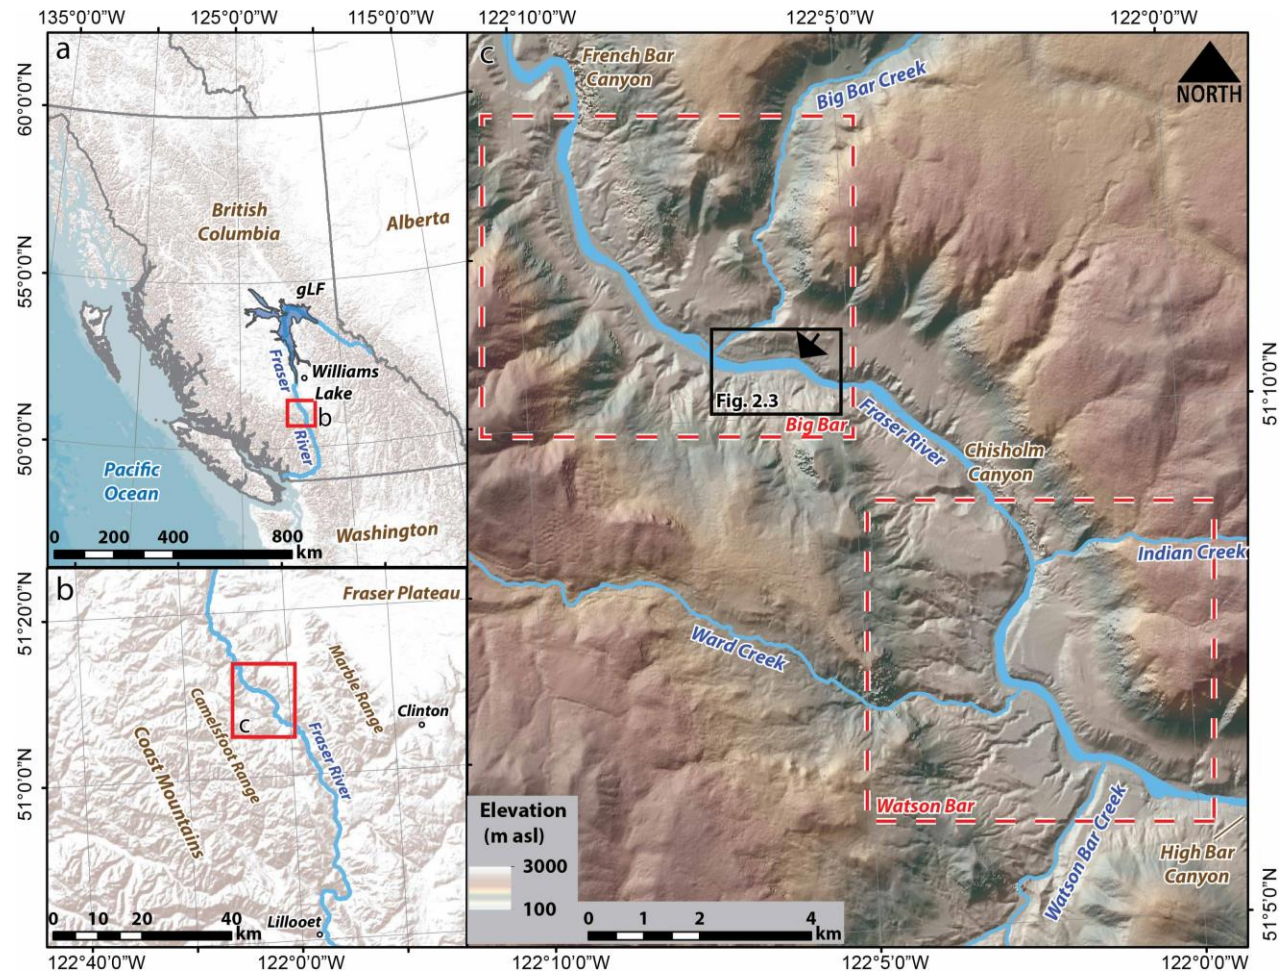 135°0'0"W
125°0'0"W
115°0'0"W
122°10'0"W
122°5'0"W
122°0'0"W
a
60°0'0"N
55°0'0"N
50°0'0"N
British
Columbia
Alberta
gLF
Williams
Lake
Fraser
River
b
Pacific
Ocean
Washington
0 200 400 800
km
b
51°20'0"N
51°0'0"N
Fraser Plateau
Marble Range
Camelsfoot Range
Coast Mountains
Clinton
C
Fraser River
Lillooet
0 10 20 40
km
122°40'0"W
122°0'0"W
C
French Bar
Canyon
Big Bar Creek
NORTH
Fig. 2.3
Big Bar
Fraser River
Chisholm
Canyon
51°10'0"N
Indian Creek
Ward Creek
Watson Bar
Watson Bar Creek
High Bar
Canyon
51°5'0"N
Elevation
(m asl)
3000
100
0 1 2 4
km
122°10'0"W
122°5'0"W
122°0'0"W